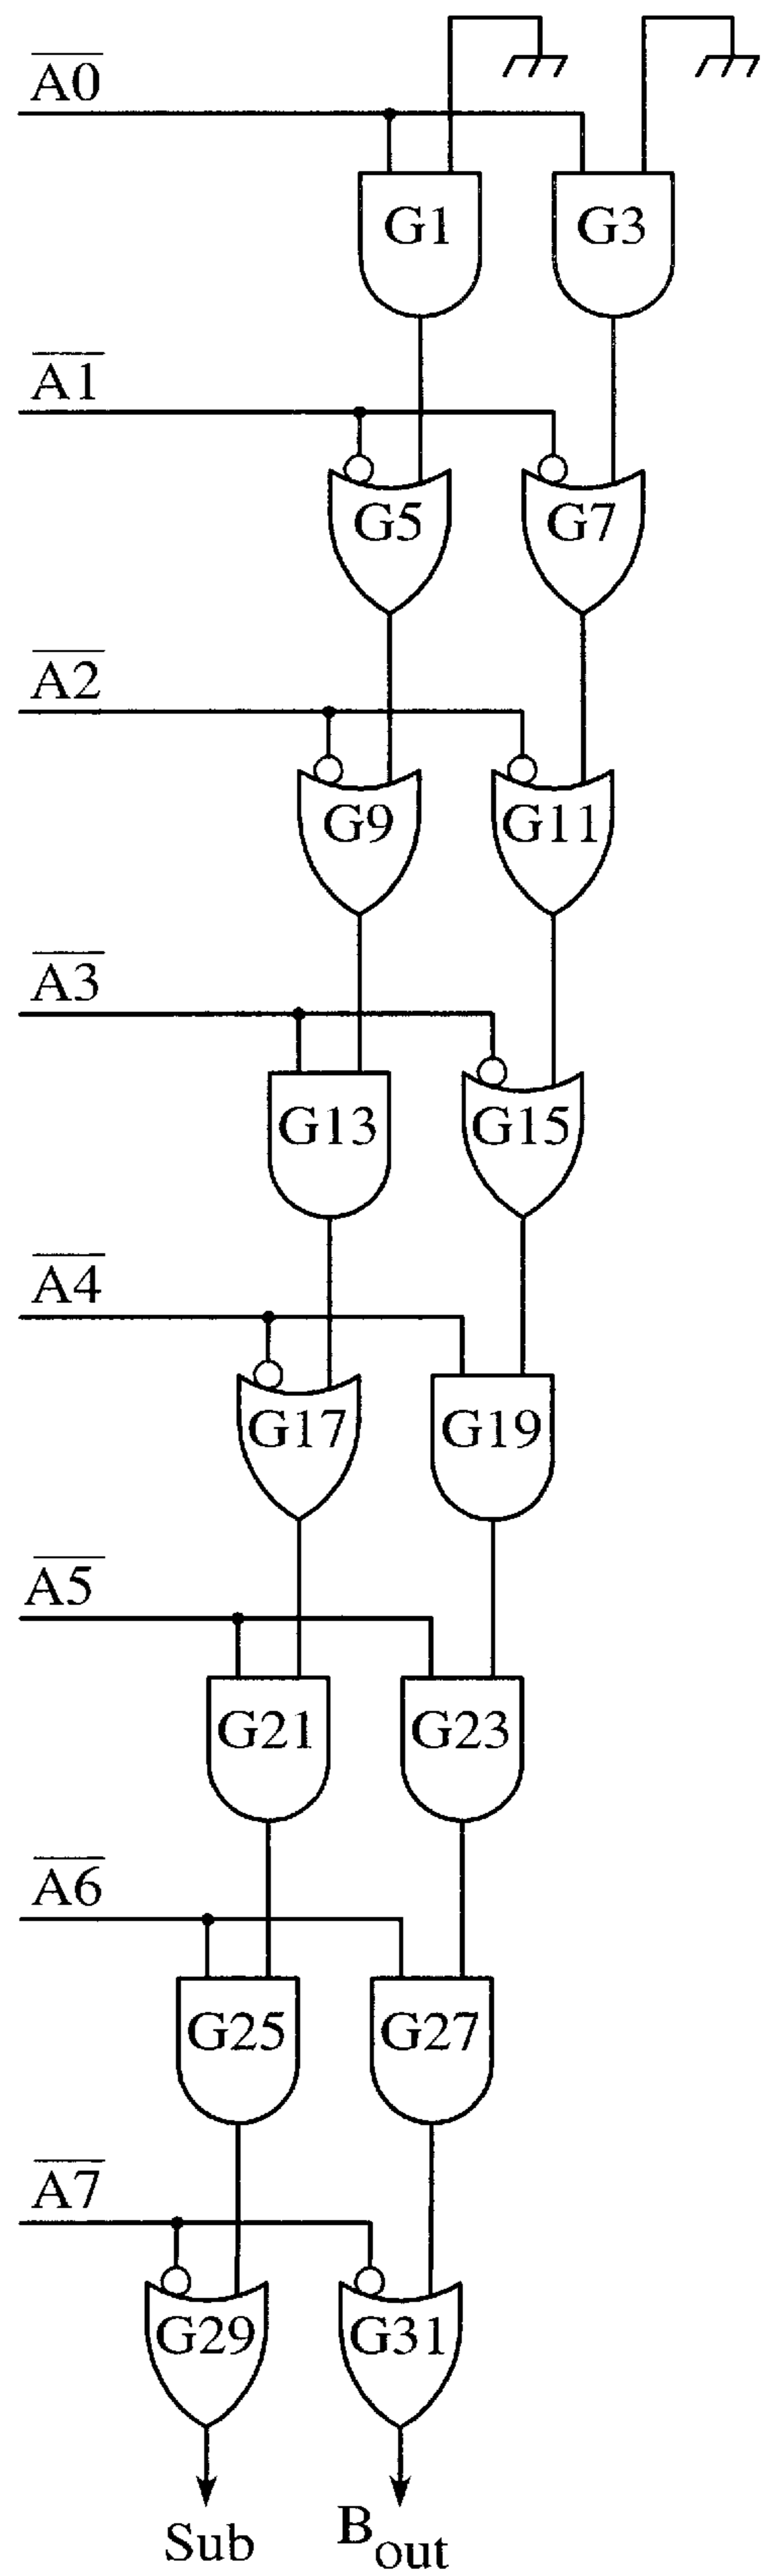 A0
G1 G3
A1
G5 G7
A2
G9 G11
A3
G13 G15
A4
G17 G19
A5
G21 G23
A6
G25 G27
A7
G29 G31
Sub Bout